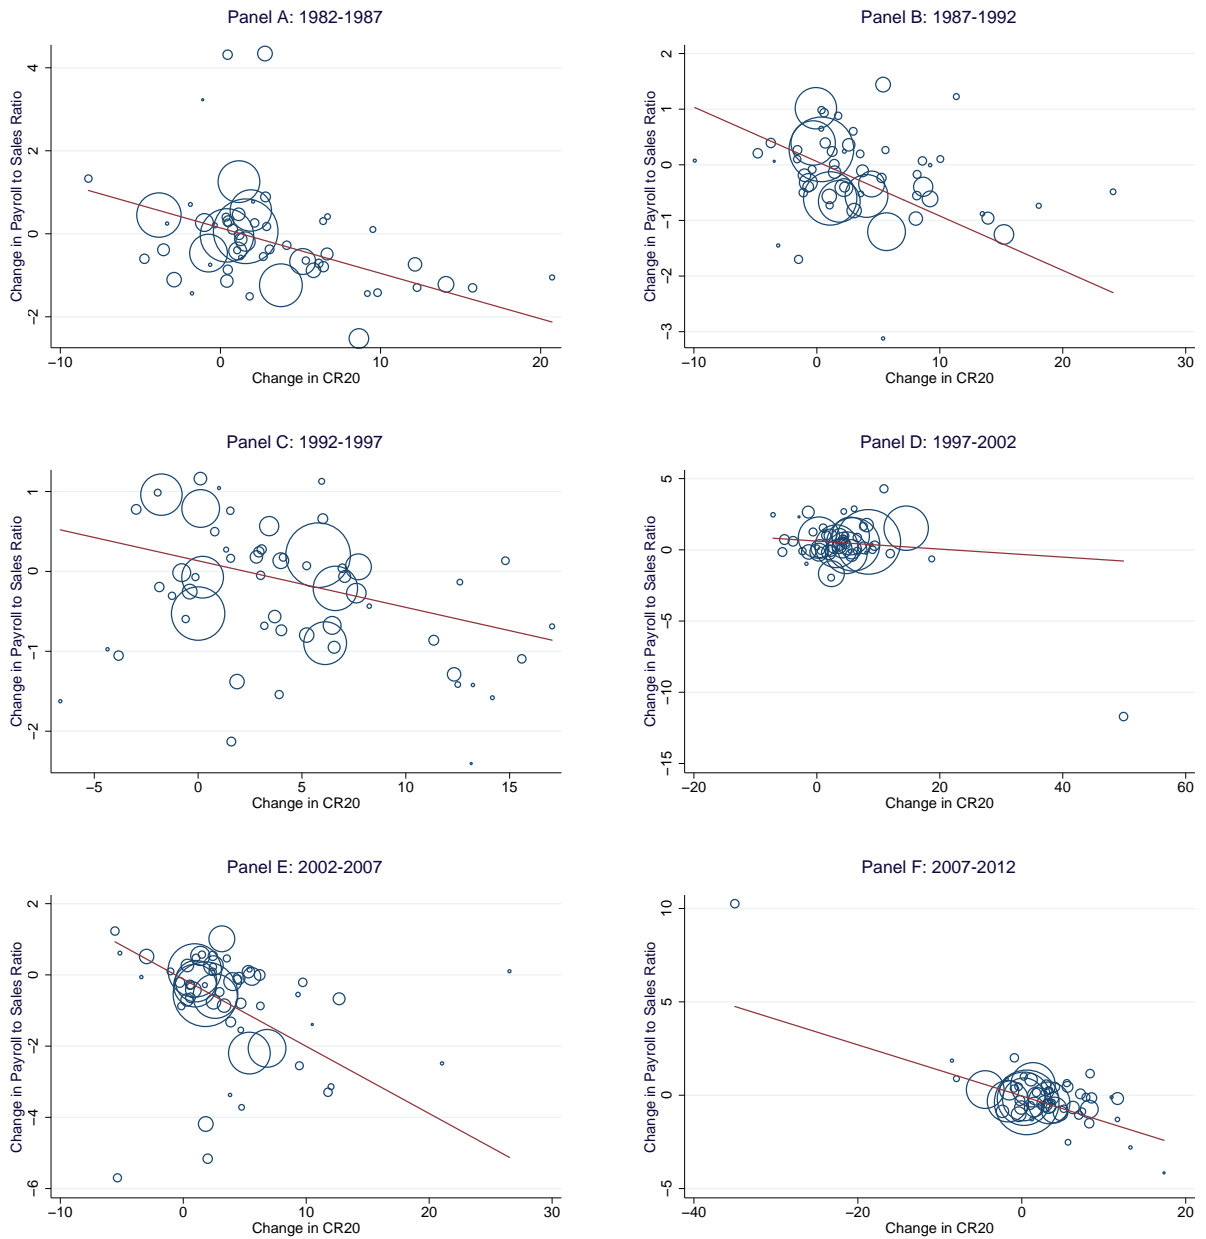 Panel A: 1982-1987
Change in Payroll to Sales Ratio
4
2
0
−2
−10 0 10 20
Change in CR20
Panel B: 1987-1992
Change in Payroll to Sales Ratio
2
1
0
−1
−2
−3
−10 0 10 20 30
Change in CR20
Panel C: 1992-1997
Change in Payroll to Sales Ratio
1
0
−1
−2
−5 0 5 10 15
Change in CR20
Panel D: 1997-2002
Change in Payroll to Sales Ratio
5
0
−5
−10
−15
−20 0 20 40 60
Change in CR20
Panel E: 2002-2007
Change in Payroll to Sales Ratio
2
0
−2
−4
−6
−10 0 10 20 30
Change in CR20
Panel F: 2007-2012
Change in Payroll to Sales Ratio
10
5
0
−5
−40 −20 0 20
Change in CR20